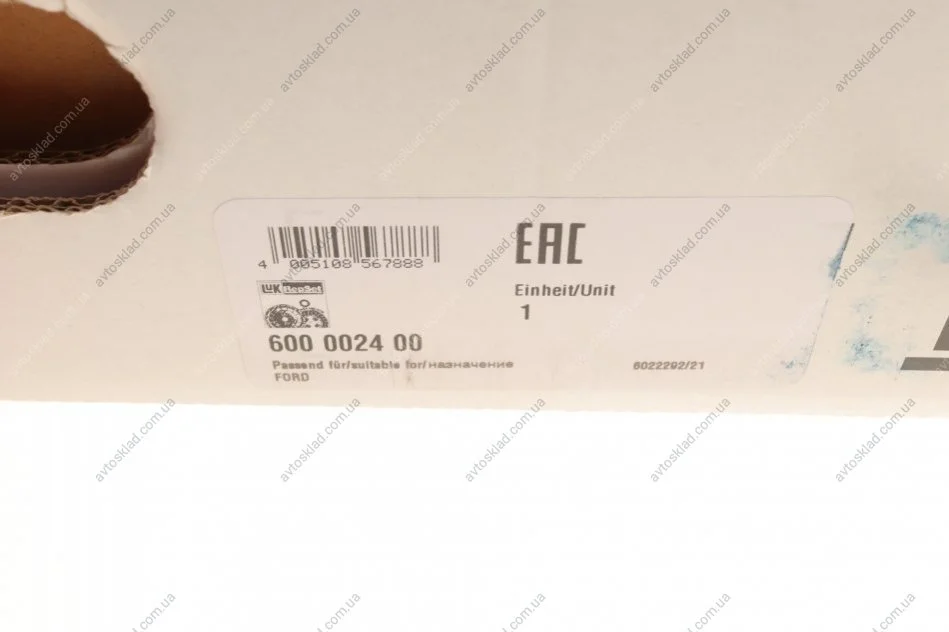 4 005108 567888
EAC
LuK RepSet
Einheit/Unit
1
600 0024 00
Passend für/suitable for/назначение
6022292/21
FORD
avtosklad.com.ua